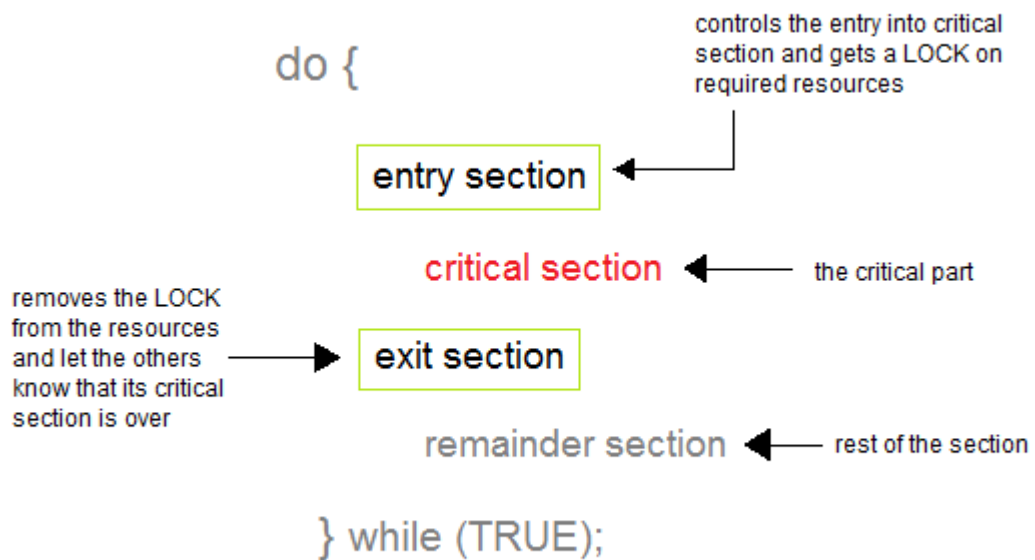 controls the entry into critical
section and gets a LOCK on
required resources
do {
entry section
critical section
the critical part
removes the LOCK
from the resources
and let the others
know that its critical
section is over
exit section
remainder section
rest of the section
} while (TRUE);